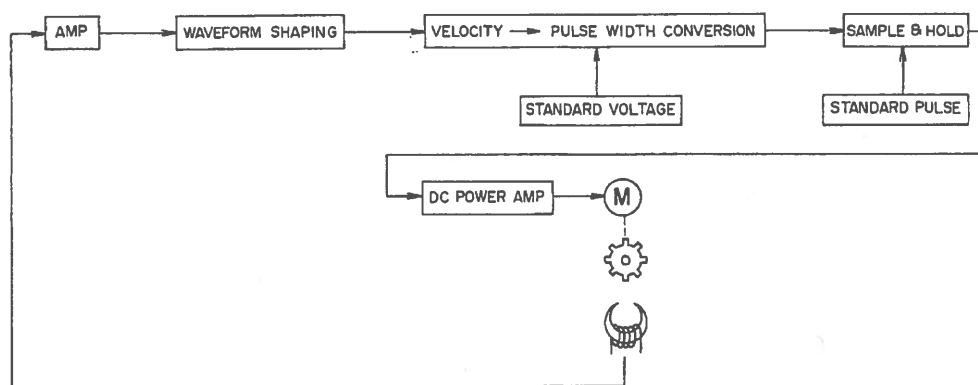 AMP
WAVEFORM SHAPING
VELOCITY → PULSE WIDTH CONVERSION
SAMPLE & HOLD
STANDARD VOLTAGE
STANDARD PULSE
DC POWER AMP
M